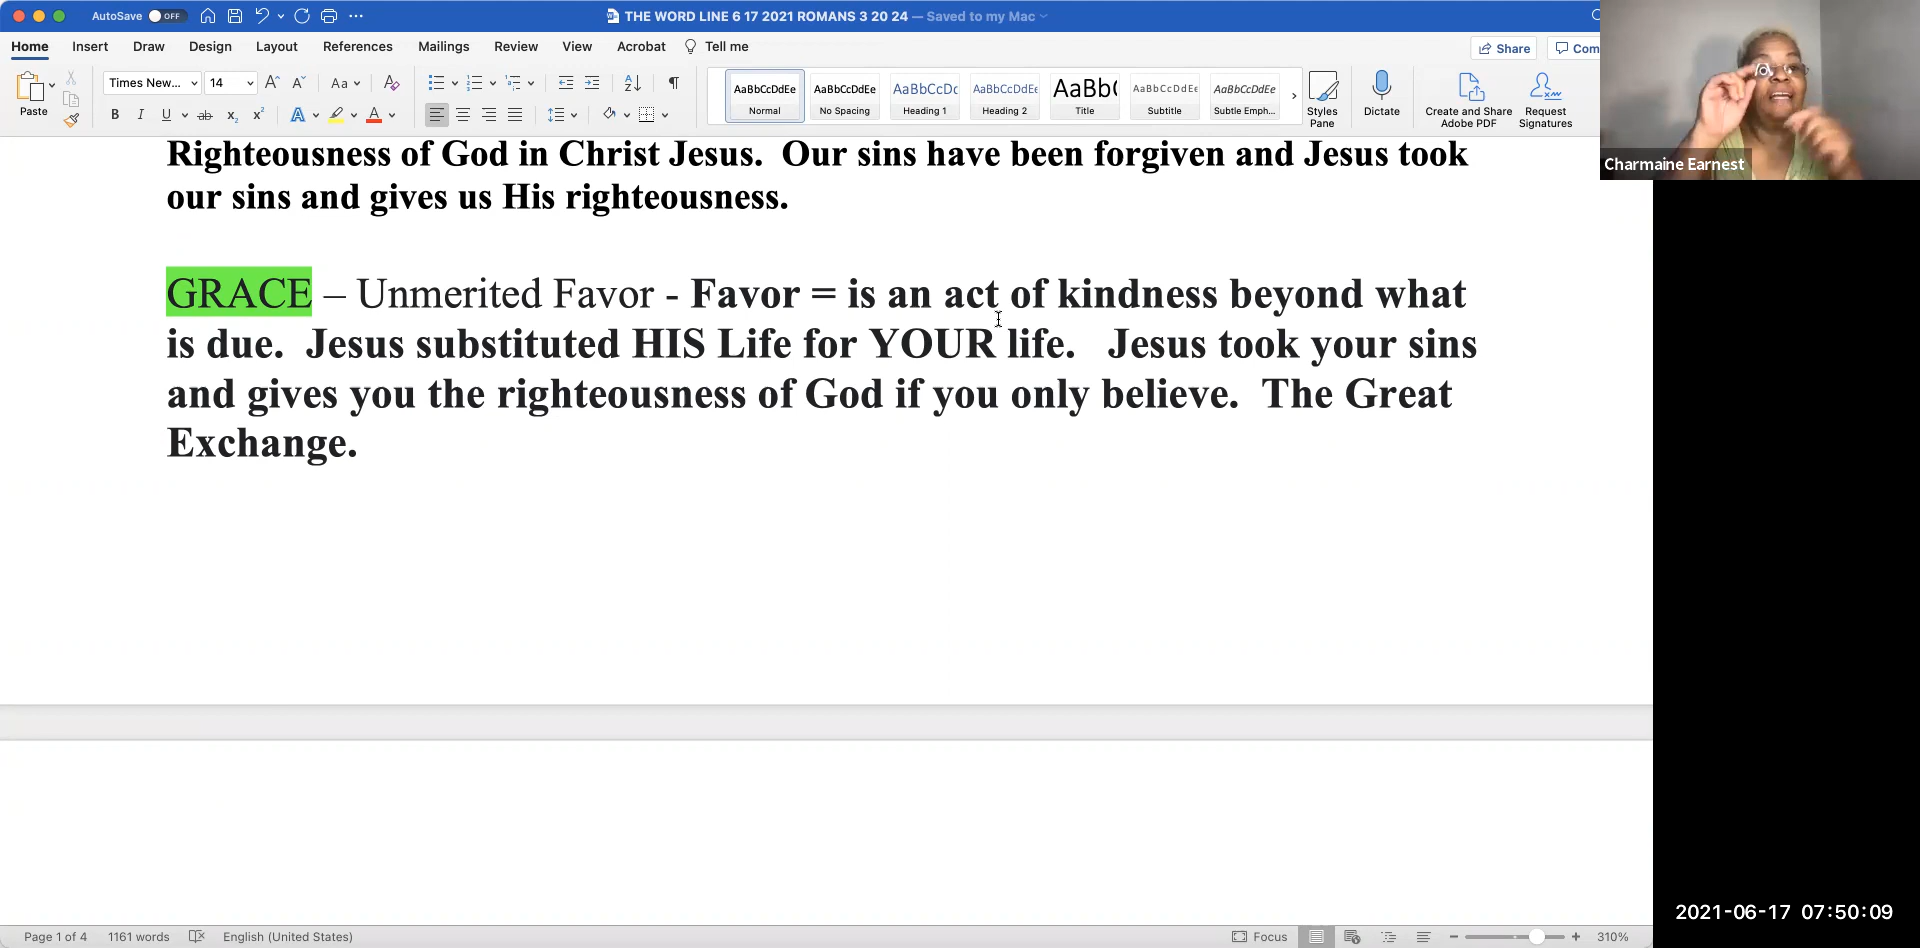 AutoSave OFF THE WORD LINE 6 17 2021 ROMANS 3 20 24 — Saved to my Mac
Home Insert Draw Design Layout References Mailings Review View Acrobat Tell me Share Com
Paste Times New... 14 Aa
AaBbCcDdEe AaBbCcDdEe AaBbCcDc AaBbCcDdEe AaBb( AaBbCcDdEe AaBbCcDdEe
Normal No Spacing Heading 1 Heading 2 Title Subtitle Subtle Emph...
Styles Pane Dictate Create and Share Adobe PDF Request Signatures
Charmaine Earnest
Righteousness of God in Christ Jesus. Our sins have been forgiven and Jesus took
our sins and gives us His righteousness.
GRACE – Unmerited Favor - Favor = is an act of kindness beyond what
is due. Jesus substituted HIS Life for YOUR life. Jesus took your sins
and gives you the righteousness of God if you only believe. The Great
Exchange.
2021-06-17 07:50:09
Page 1 of 4 1161 words English (United States) Focus 310%